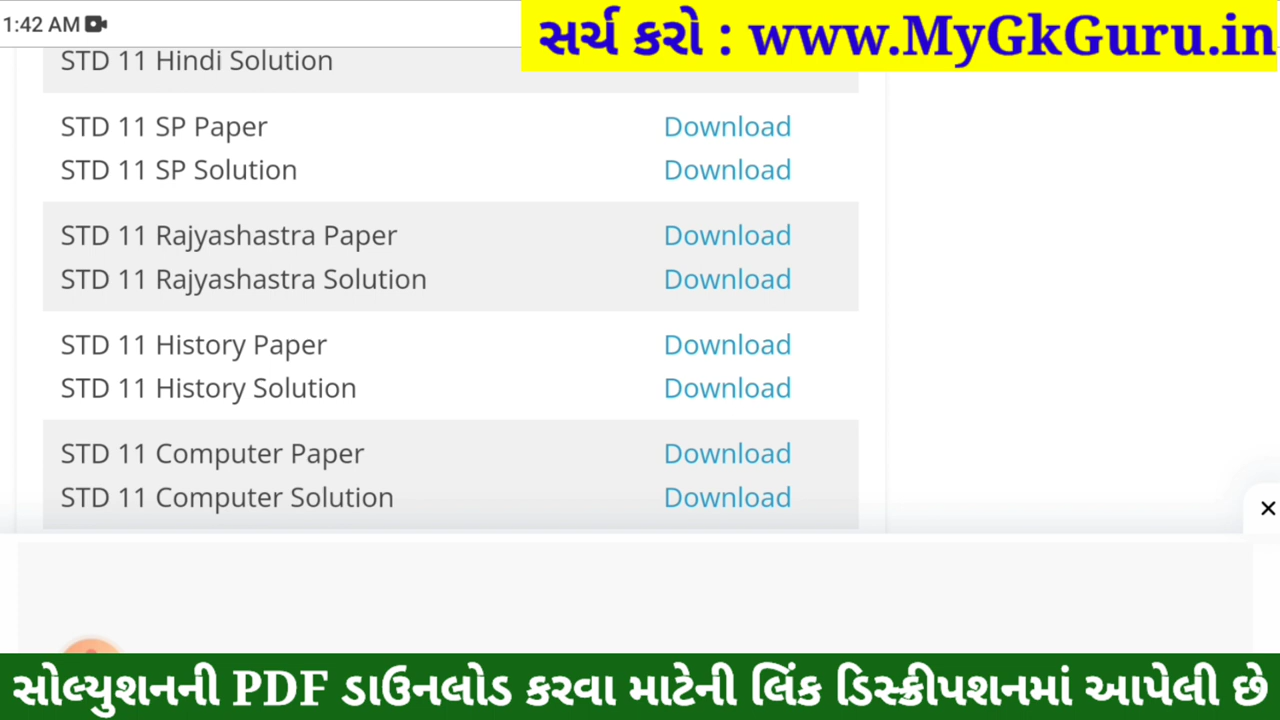 1:42 AM
સર્ચ કરો : www.MyGkGuru.in
STD 11 Hindi Solution
STD 11 SP Paper Download
STD 11 SP Solution Download
STD 11 Rajyashastra Paper Download
STD 11 Rajyashastra Solution Download
STD 11 History Paper Download
STD 11 History Solution Download
STD 11 Computer Paper Download
STD 11 Computer Solution Download
સોલ્યુશનની PDF ડાઉનલોડ કરવા માટેની લિંક ડિસ્ક્રીપશનમાં આપેલી છે